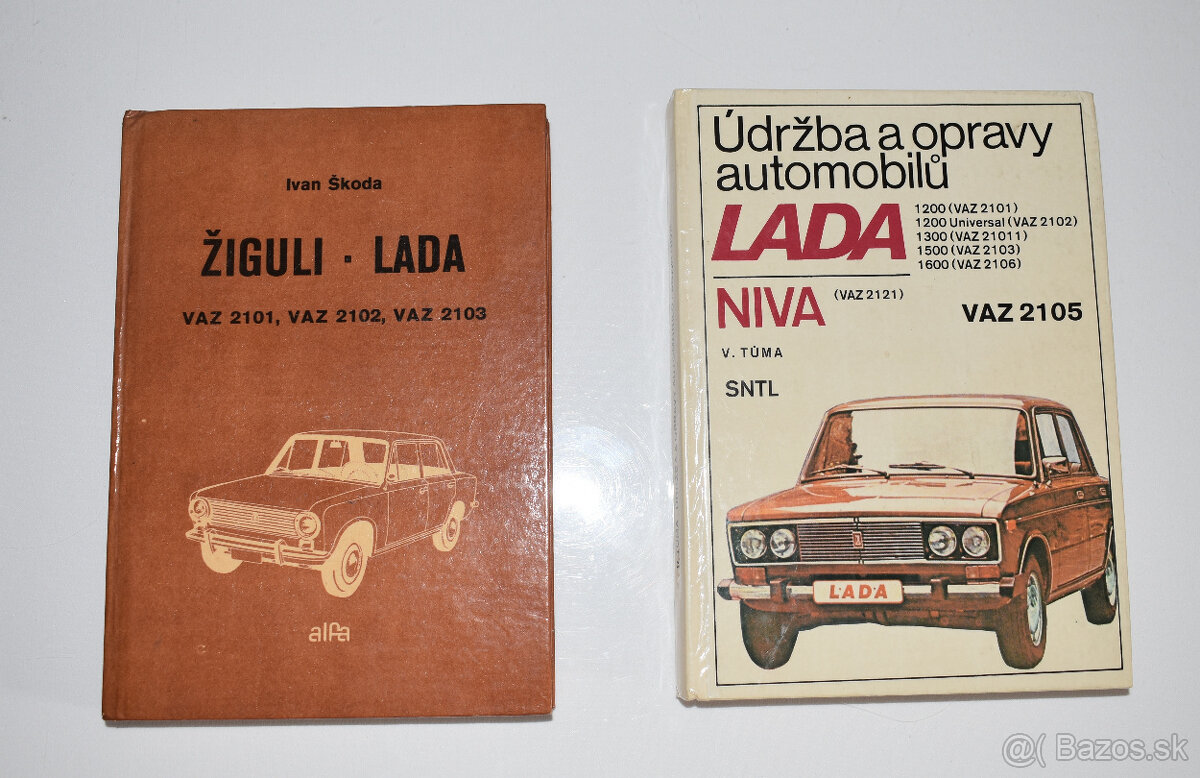 Ivan Škoda
ŽIGULI · LADA
VAZ 2101, VAZ 2102, VAZ 2103
alfa
Údržba a opravy
automobilů
LADA
1200 (VAZ 2101)
1200 Universal (VAZ 2102)
1300 (VAZ 21011)
1500 (VAZ 2103)
1600 (VAZ 2106)
NIVA (VAZ 2121)
VAZ 2105
V. TŮMA
SNTL
L·A·D·A
@( Bazos.sk